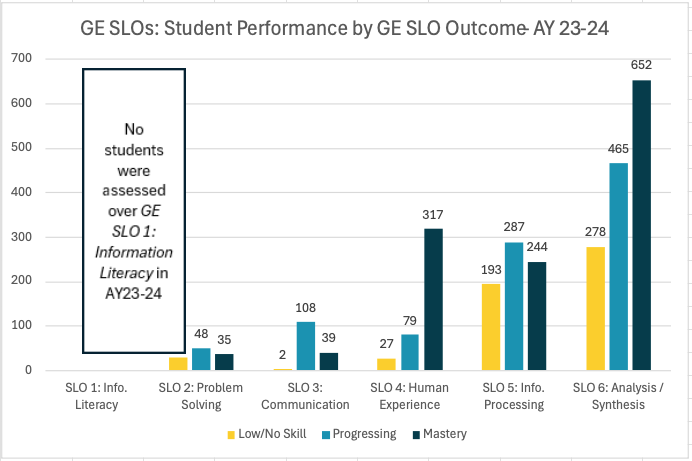 GE SLOs: Student Performance by GE SLO Outcome- AY 23-24
700
600
500
400
300
200
100
0
No
students
were
assessed
over GE
SLO 1:
Information
Literacy in
AY23-24
48
35
2
108
39
27
79
317
193
287
244
278
465
652
SLO 1: Info.
Literacy
SLO 2: Problem
Solving
SLO 3:
Communication
SLO 4: Human
Experience
SLO 5: Info.
Processing
SLO 6: Analysis /
Synthesis
Low/No Skill
Progressing
Mastery